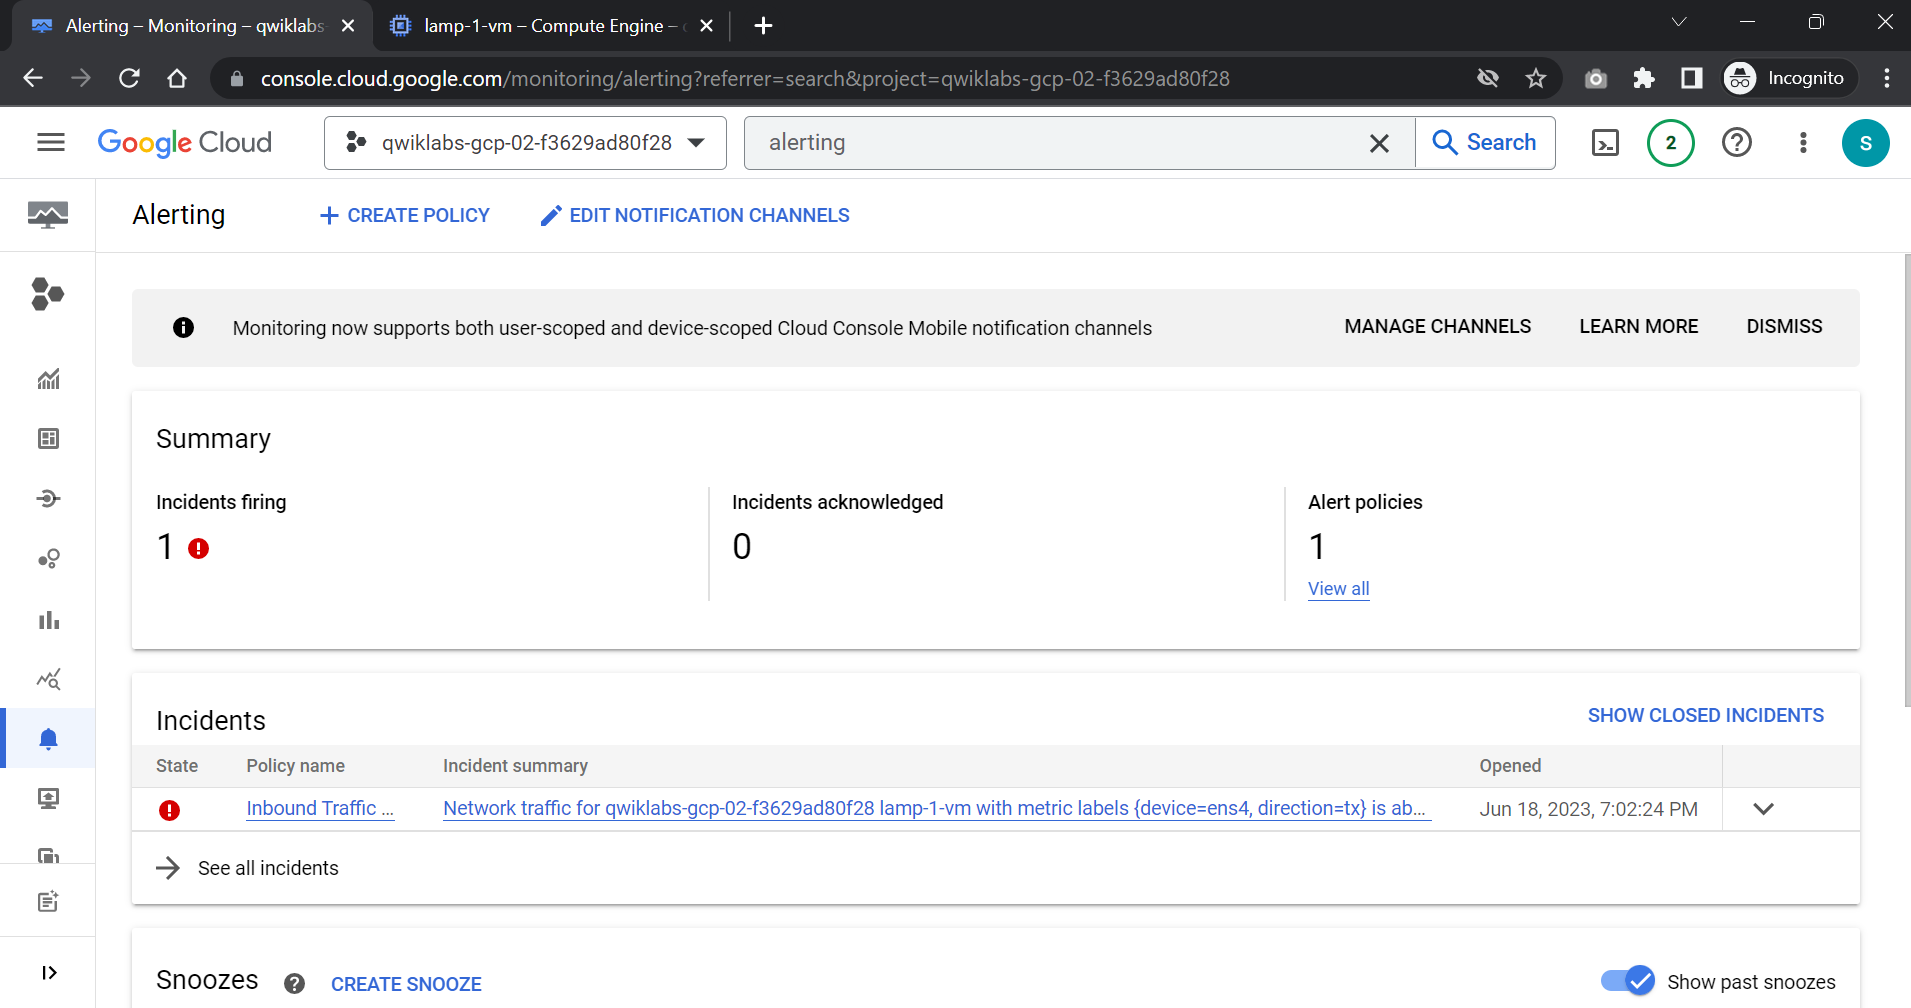 Alerting – Monitoring – qwiklabs-
lamp-1-vm – Compute Engine –
console.cloud.google.com/monitoring/alerting?referrer=search&project=qwiklabs-gcp-02-f3629ad80f28
Incognito
Google Cloud
qwiklabs-gcp-02-f3629ad80f28
alerting
Search
2
S
Alerting
CREATE POLICY
EDIT NOTIFICATION CHANNELS
Monitoring now supports both user-scoped and device-scoped Cloud Console Mobile notification channels
MANAGE CHANNELS
LEARN MORE
DISMISS
Summary
Incidents firing
1
Incidents acknowledged
0
Alert policies
1
View all
Incidents
SHOW CLOSED INCIDENTS
State Policy name Incident summary Opened
Inbound Traffic ... Network traffic for qwiklabs-gcp-02-f3629ad80f28 lamp-1-vm with metric labels {device=ens4, direction=tx} is ab... Jun 18, 2023, 7:02:24 PM
See all incidents
Snoozes
CREATE SNOOZE
Show past snoozes